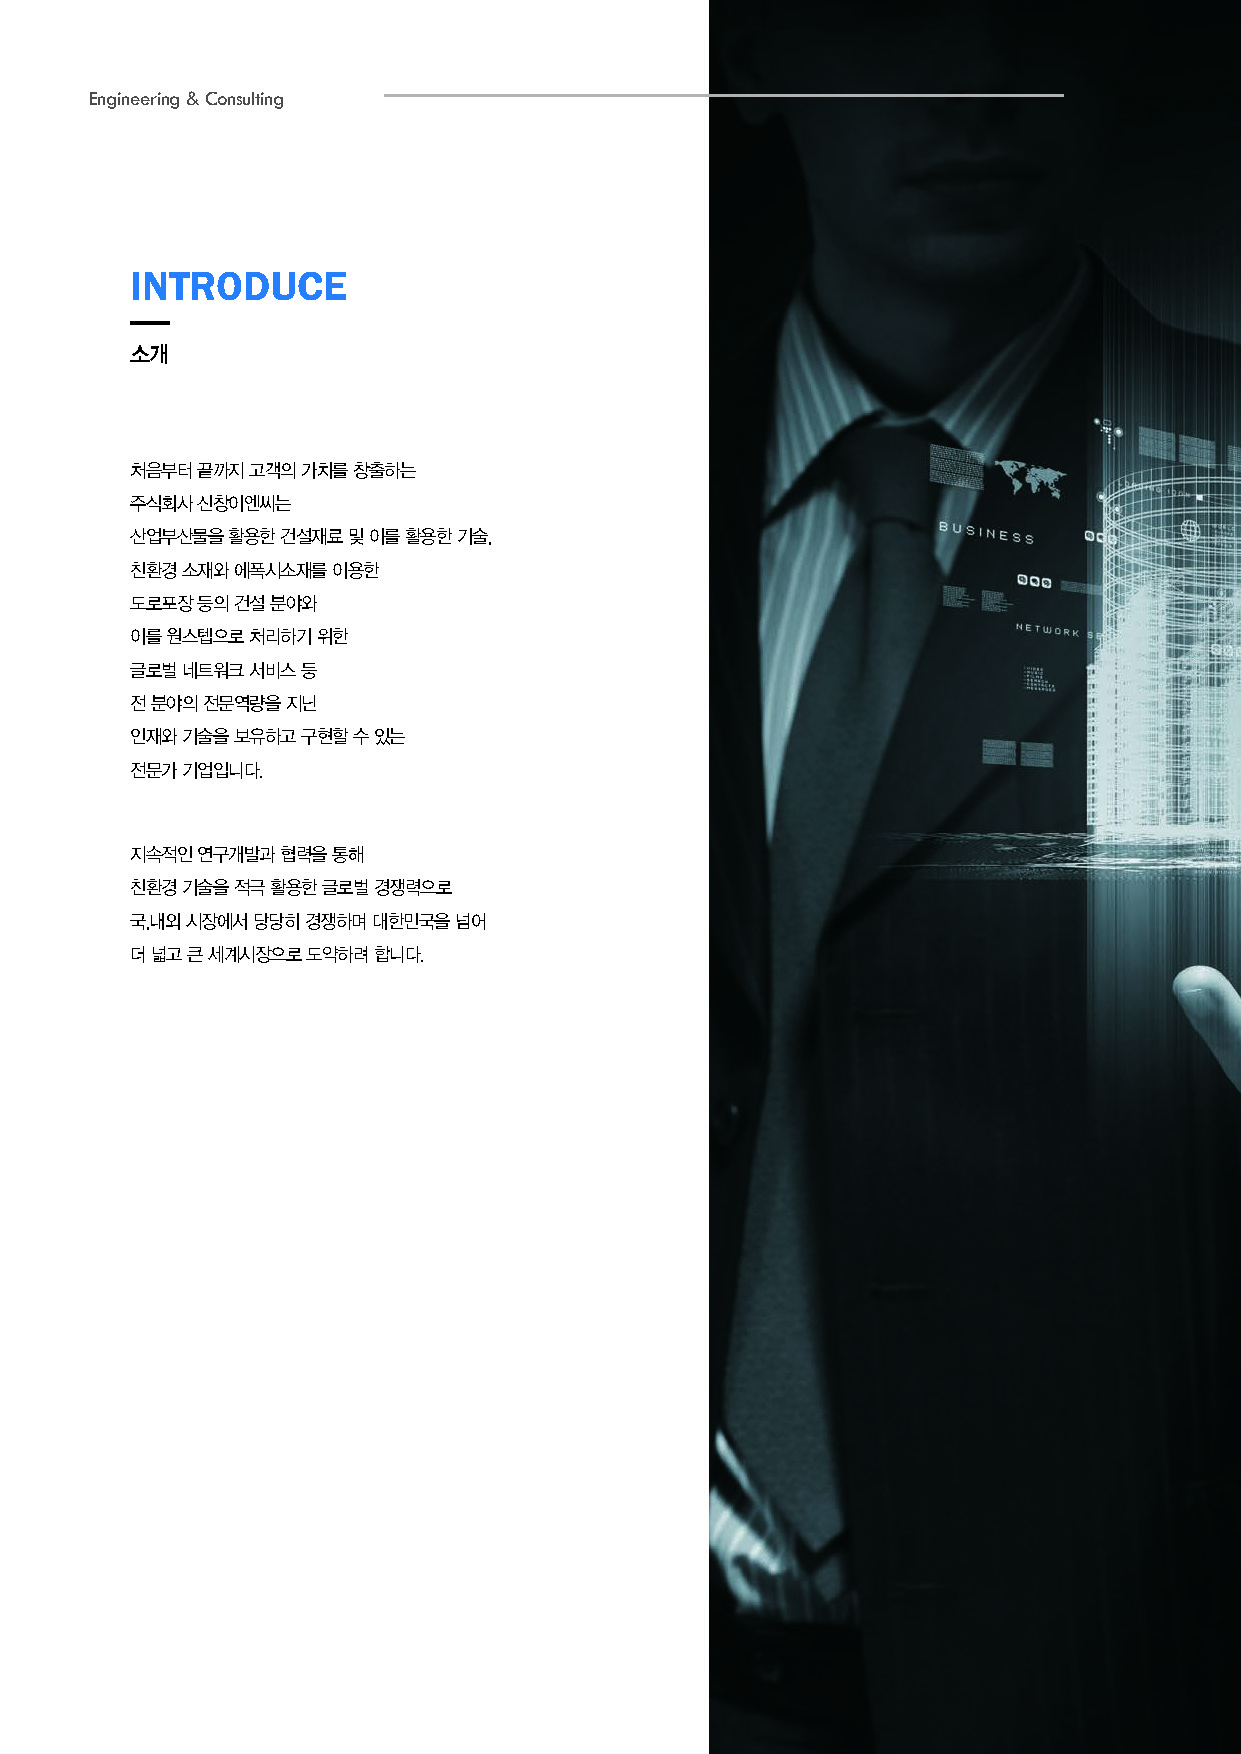 Engineering & Consulting
INTRODUCE
소개
처음부터 끝까지 고객의 가치를 창출하는
주식회사 신창이엔씨는
산업부산물을 활용한 건설재료 및 이를 활용한 기술,
친환경 소재와 에폭시소재를 이용한
도로포장 등의 건설 분야와
이를 원스텝으로 처리하기 위한
글로벌 네트워크 서비스 등
전 분야의 전문역량을 지닌
인재와 기술을 보유하고 구현할 수 있는
전문가 기업입니다.
지속적인 연구개발과 협력을 통해
친환경 기술을 적극 활용한 글로벌 경쟁력으로
국,내외 시장에서 당당히 경쟁하며 대한민국을 넘어
더 넓고 큰 세계시장으로 도약하려 합니다.
BUSINESS
NETWORK SE